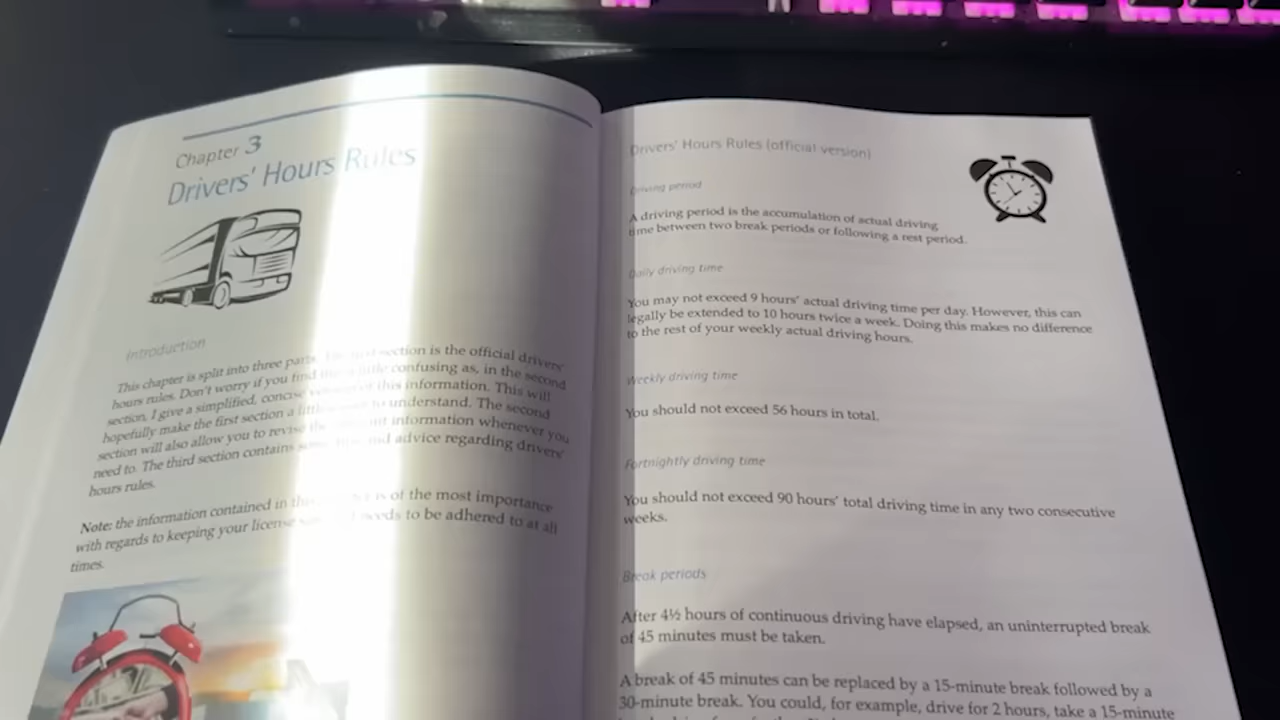 Chapter 3
Drivers' Hours Rules
Introduction
This chapter is split into three parts. section is the official drivers'
hours rules. Don't worry if you find little confusing as, in the second
section, I give a simplified, concise of this information. This will
hopefully make the first section a little to understand. The second
section will also allow you to revise the information whenever you
need to. The third section contains and advice regarding drivers'
hours rules.
Note: the information contained in this is of the most importance
with regards to keeping your license needs to be adhered to at all
times.
Drivers' Hours Rules (official version)
Driving period
A driving period is the accumulation of actual driving
time between two break periods or following a rest period.
Daily driving time
You may not exceed 9 hours' actual driving time per day. However, this can
legally be extended to 10 hours twice a week. Doing this makes no difference
to the rest of your weekly actual driving hours.
Weekly driving time
You should not exceed 56 hours in total.
Fortnightly driving time
You should not exceed 90 hours' total driving time in any two consecutive
weeks.
Break periods
After 4½ hours of continuous driving have elapsed, an uninterrupted break
of 45 minutes must be taken.
A break of 45 minutes can be replaced by a 15-minute break followed by a
30-minute break. You could, for example, drive for 2 hours, take a 15-minute